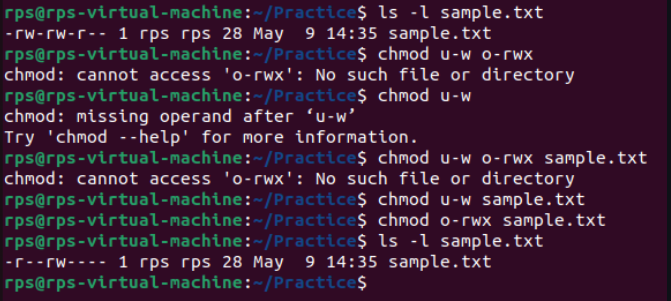 rps@rps-virtual-machine:~/Practice$ ls -l sample.txt
-rw-rw-r-- 1 rps rps 28 May  9 14:35 sample.txt
rps@rps-virtual-machine:~/Practice$ chmod u-w o-rwx
chmod: cannot access 'o-rwx': No such file or directory
rps@rps-virtual-machine:~/Practice$ chmod u-w
chmod: missing operand after ‘u-w’
Try 'chmod --help' for more information.
rps@rps-virtual-machine:~/Practice$ chmod u-w o-rwx sample.txt
chmod: cannot access 'o-rwx': No such file or directory
rps@rps-virtual-machine:~/Practice$ chmod u-w sample.txt
rps@rps-virtual-machine:~/Practice$ chmod o-rwx sample.txt
rps@rps-virtual-machine:~/Practice$ ls -l sample.txt
-r--rw---- 1 rps rps 28 May  9 14:35 sample.txt
rps@rps-virtual-machine:~/Practice$